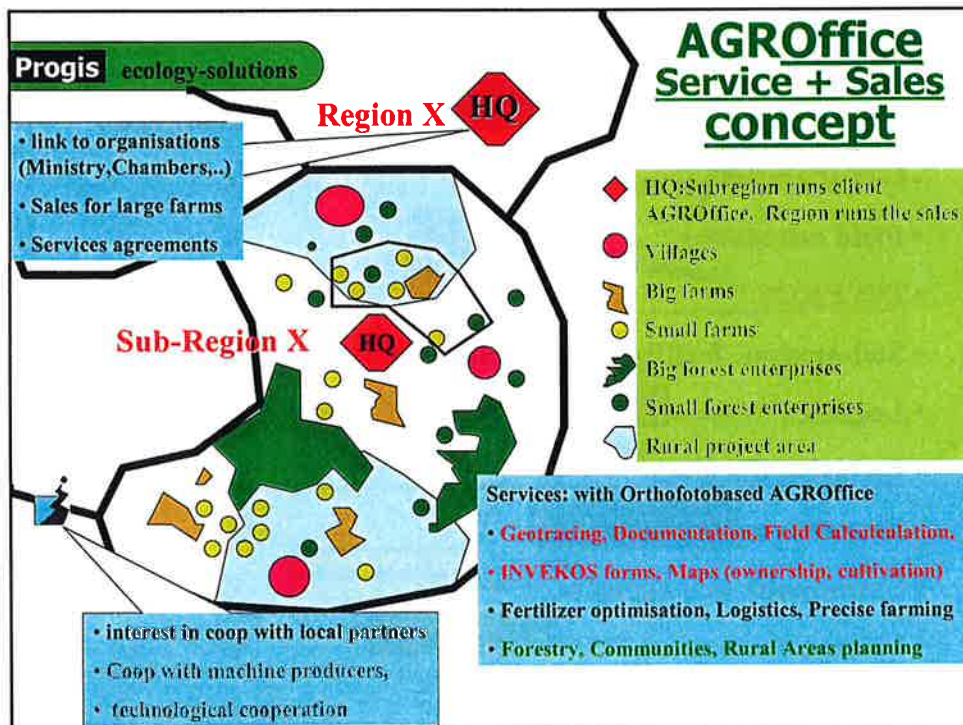 Progis ecology-solutions
AGROffice
Service + Sales
concept
Region X
HQ
• link to organisations
(Ministry,Chambers,..)
• Sales for large farms
• Services agreements
HQ:Subregion runs client
AGROffice. Region runs the sales
Villages
Big farms
Small farms
Big forest enterprises
Small forest enterprises
Rural project area
Sub-Region X
HQ
Services: with Orthofotobased AGROffice
• Geotracing, Documentation, Field Calculculation,
• INVEKOS forms, Maps (ownership, cultivation)
• Fertilizer optimisation, Logistics, Precise farming
• Forestry, Communities, Rural Areas planning
• interest in coop with local partners
• Coop with machine producers,
• technological cooperation